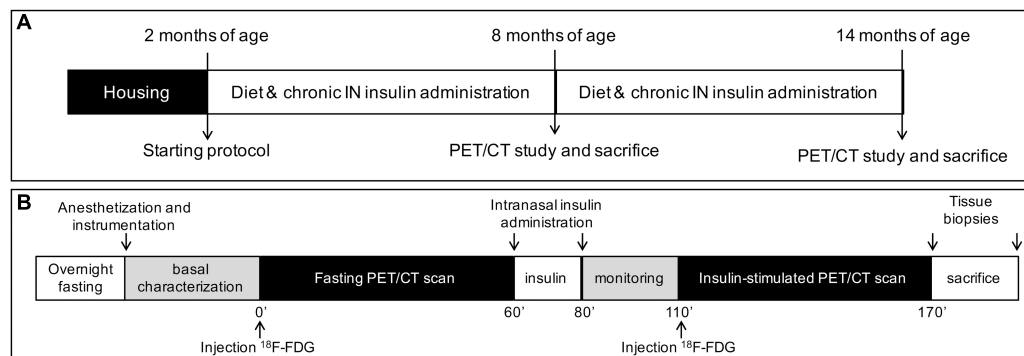 A
2 months of age
8 months of age
14 months of age
Housing
Diet & chronic IN insulin administration
Diet & chronic IN insulin administration
Starting protocol
PET/CT study and sacrifice
PET/CT study and sacrifice
B
Anesthetization and
instrumentation
Intranasal insulin
administration
Tissue
biopsies
Overnight
fasting
basal
characterization
Fasting PET/CT scan
insulin
monitoring
Insulin-stimulated PET/CT scan
sacrifice
0’
60’
80’
110’
170’
Injection ¹⁸F-FDG
Injection ¹⁸F-FDG